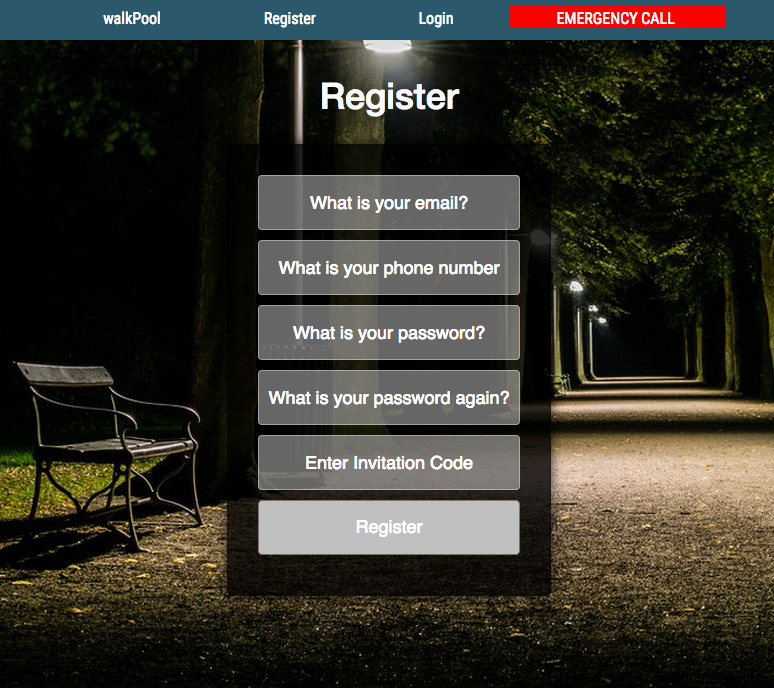 walkPool Register Login EMERGENCY CALL
Register
What is your email?
What is your phone number
What is your password?
What is your password again?
Enter Invitation Code
Register